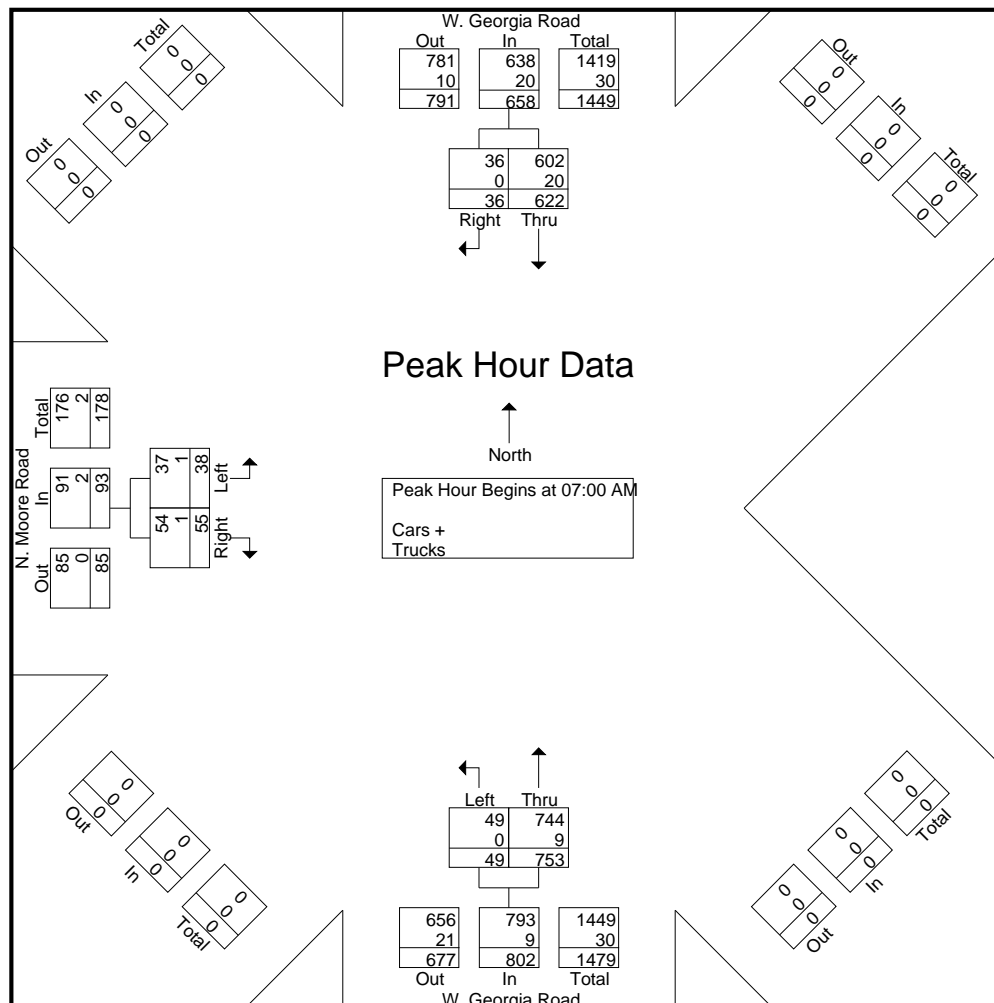 W. Georgia Road
Out In Total
781 638 1419
10 20 30
791 658 1449
36 602
0 20
36 622
Right Thru
Out
0
0
0
In
0
0
0
Total
0
0
0
Out
0
0
0
In
0
0
0
Total
0
0
0
Peak Hour Data
North
Peak Hour Begins at 07:00 AM
Cars +
Trucks
N. Moore Road
Out In Total
85 91 176
0 2 2
85 93 178
Right Left
54 37
1 1
55 38
Out
0
0
0
In
0
0
0
Total
0
0
0
Left Thru
49 744
0 9
49 753
656 793 1449
21 9 30
677 802 1479
Out In Total
W. Georgia Road
0
0
0
Out
0
0
0
In
0
0
0
Total